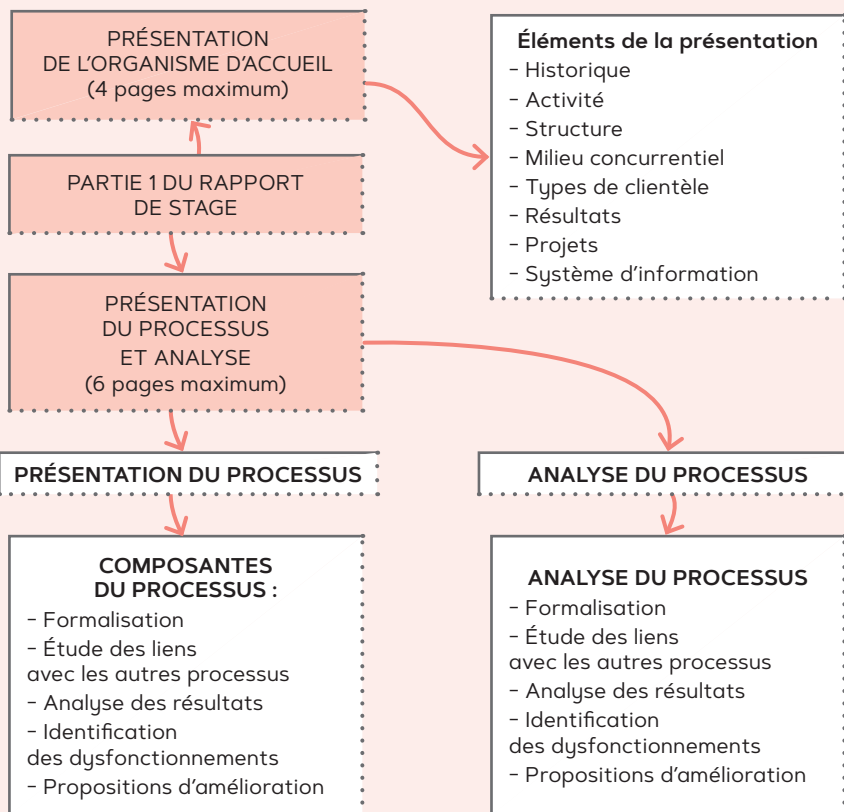 PRÉSENTATION
DE L'ORGANISME D'ACCUEIL
(4 pages maximum)
Éléments de la présentation
- Historique
- Activité
- Structure
- Milieu concurrentiel
- Types de clientèle
- Résultats
- Projets
- Système d'information
PARTIE 1 DU RAPPORT
DE STAGE
PRÉSENTATION
DU PROCESSUS
ET ANALYSE
(6 pages maximum)
PRÉSENTATION DU PROCESSUS
ANALYSE DU PROCESSUS
COMPOSANTES
DU PROCESSUS :
- Formalisation
- Étude des liens
avec les autres processus
- Analyse des résultats
- Identification
des dysfonctionnements
- Propositions d'amélioration
ANALYSE DU PROCESSUS
- Formalisation
- Étude des liens
avec les autres processus
- Analyse des résultats
- Identification
des dysfonctionnements
- Propositions d'amélioration